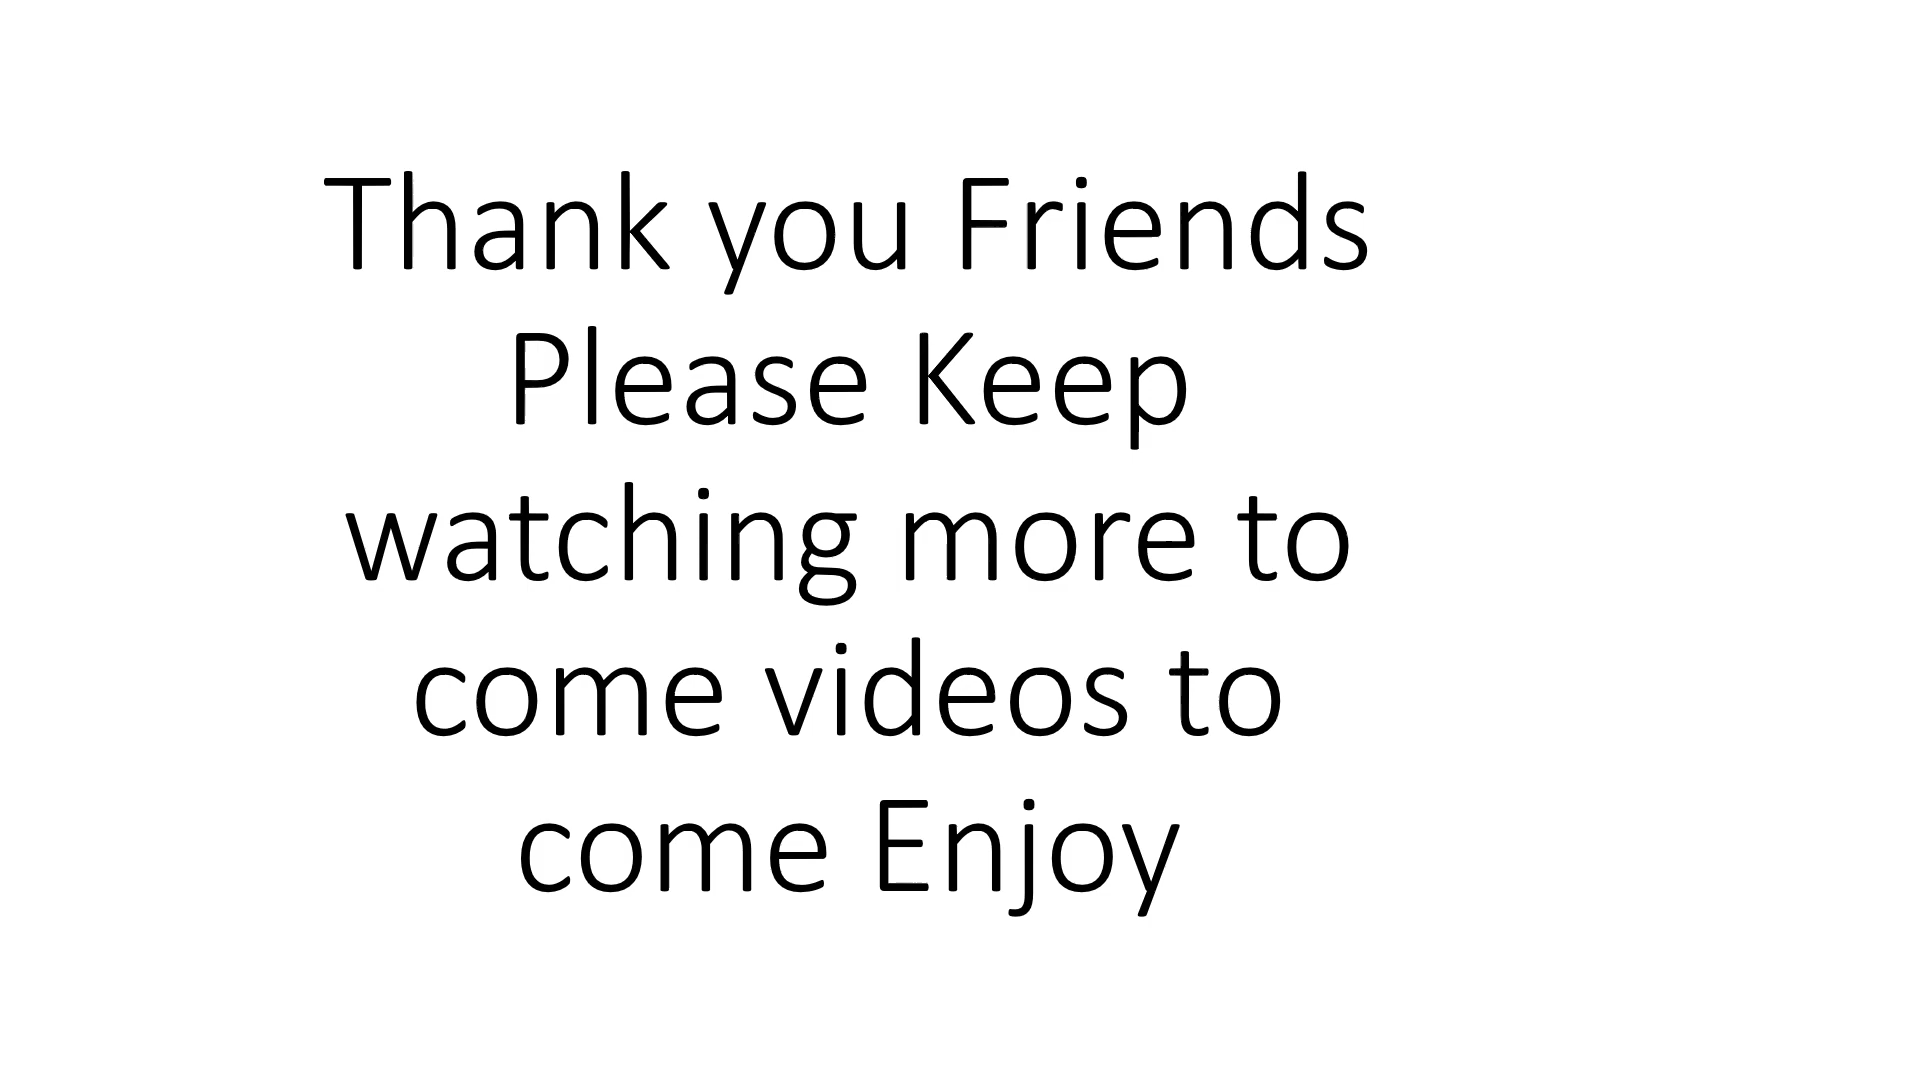 Thank you Friends
Please Keep
watching more to
come videos to
come Enjoy